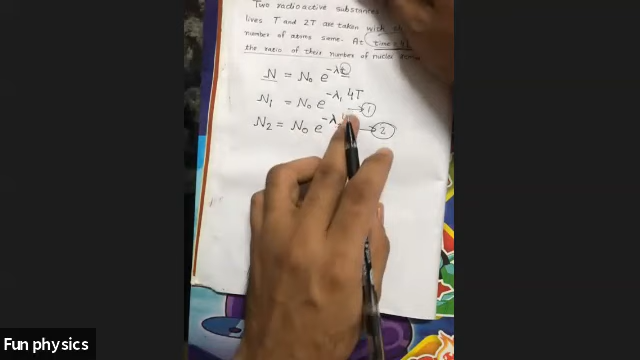 Two radioactive substances
lives T and 2T are taken with
number of atoms same. At time
the ratio of their number of nuclei
N = N₀ e^-λt
N₁ = N₀ e^-λ₁ 4T → 1
N₂ = N₀ e^-λ → 2
Fun physics